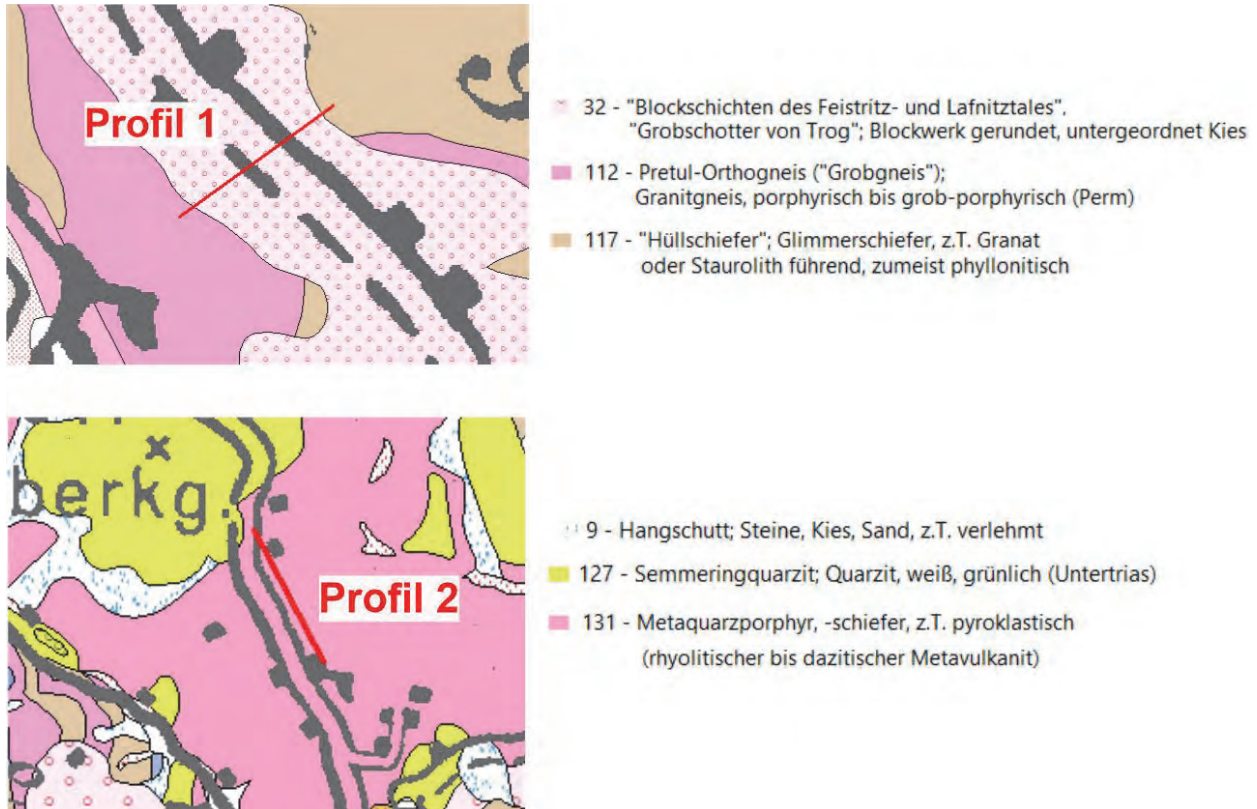 Profil 1
32 - "Blockschichten des Feistritz- und Lafnitztales",
"Grobschotter von Trog"; Blockwerk gerundet, untergeordnet Kies
112 - Pretul-Orthogneis ("Grobgneis");
Granitgneis, porphyrisch bis grob-porphyrisch (Perm)
117 - "Hüllschiefer"; Glimmerschiefer, z.T. Granat
oder Staurolith führend, zumeist phyllonitisch
berkg.
Profil 2
9 - Hangschutt; Steine, Kies, Sand, z.T. verlehmt
127 - Semmeringquarzit; Quarzit, weiß, grünlich (Untertrias)
131 - Metaquarzporphyr, -schiefer, z.T. pyroklastisch
(rhyolitischer bis dazitischer Metavulkanit)